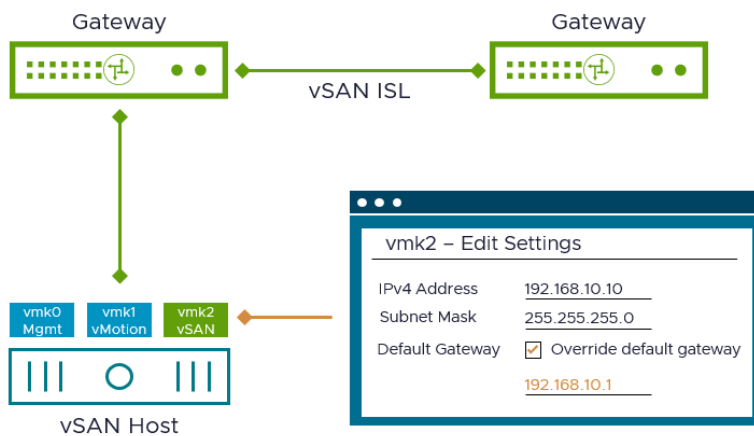 Gateway
Gateway
vSAN ISL
vmk0
Mgmt
vmk1
vMotion
vmk2
vSAN
vSAN Host
vmk2 – Edit Settings
IPv4 Address 192.168.10.10
Subnet Mask 255.255.255.0
Default Gateway Override default gateway
192.168.10.1